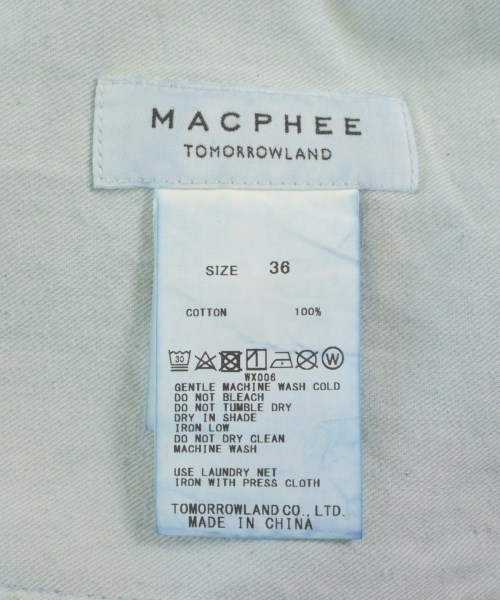 MACPHEE
TOMORROWLAND
SIZE 36
COTTON 100%
30 W
WX006
GENTLE MACHINE WASH COLD
DO NOT BLEACH
DO NOT TUMBLE DRY
DRY IN SHADE
IRON LOW
DO NOT DRY CLEAN
MACHINE WASH
USE LAUNDRY NET
IRON WITH PRESS CLOTH
TOMORROWLAND CO., LTD.
MADE IN CHINA